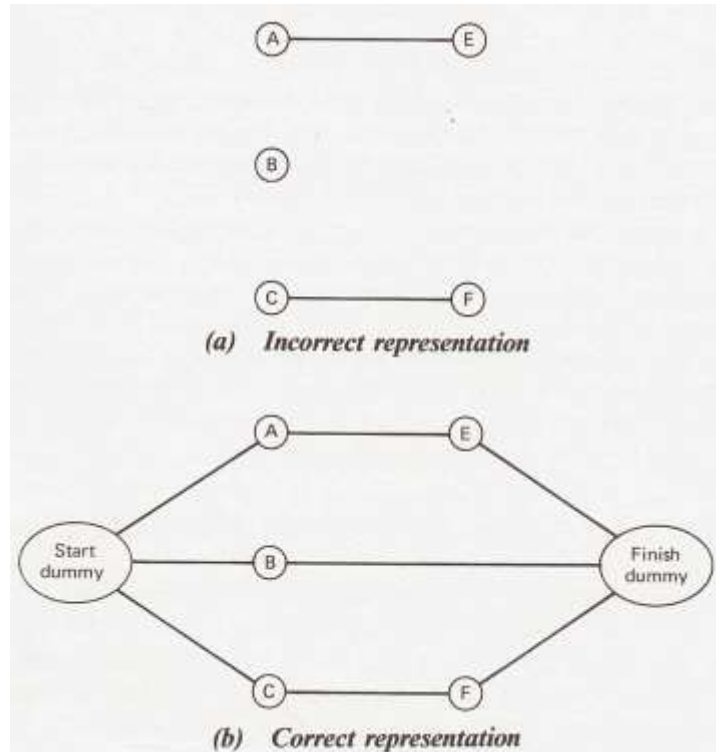 A E
B
C F
(a) Incorrect representation
A E
Start
dummy
B
Finish
dummy
C F
(b) Correct representation